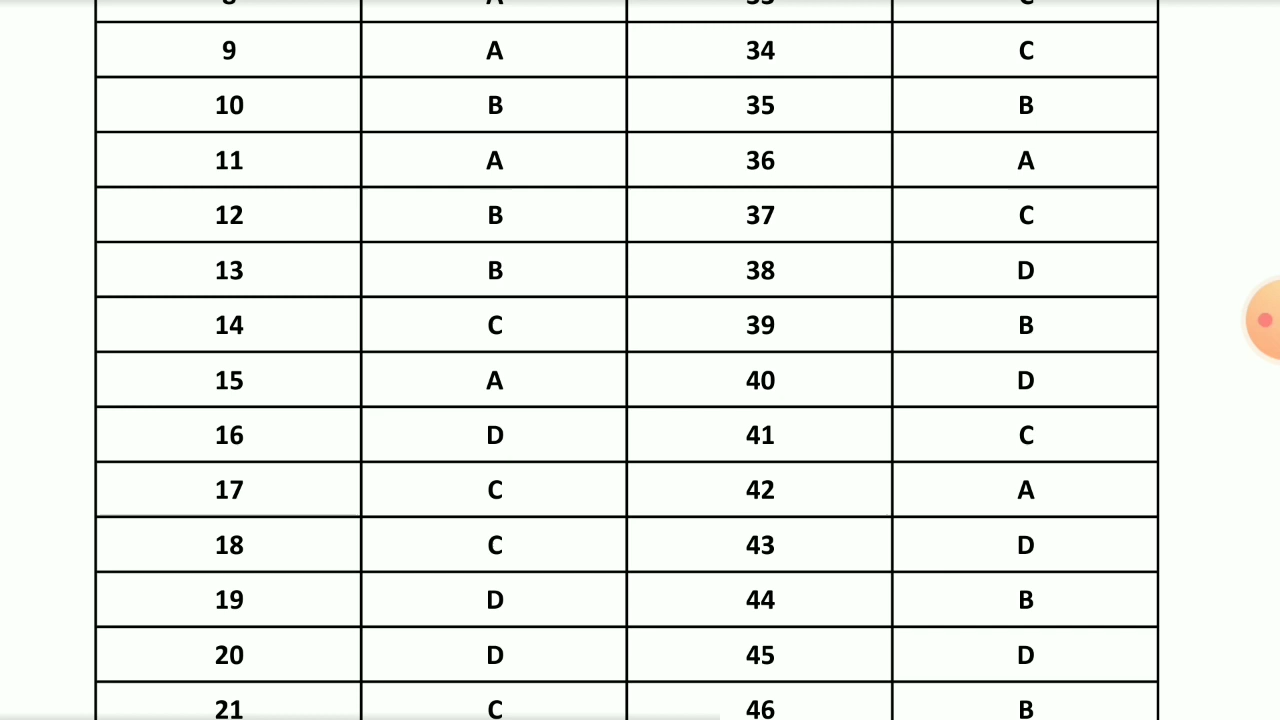 9 A 34 C
10 B 35 B
11 A 36 A
12 B 37 C
13 B 38 D
14 C 39 B
15 A 40 D
16 D 41 C
17 C 42 A
18 C 43 D
19 D 44 B
20 D 45 D
21 C 46 B